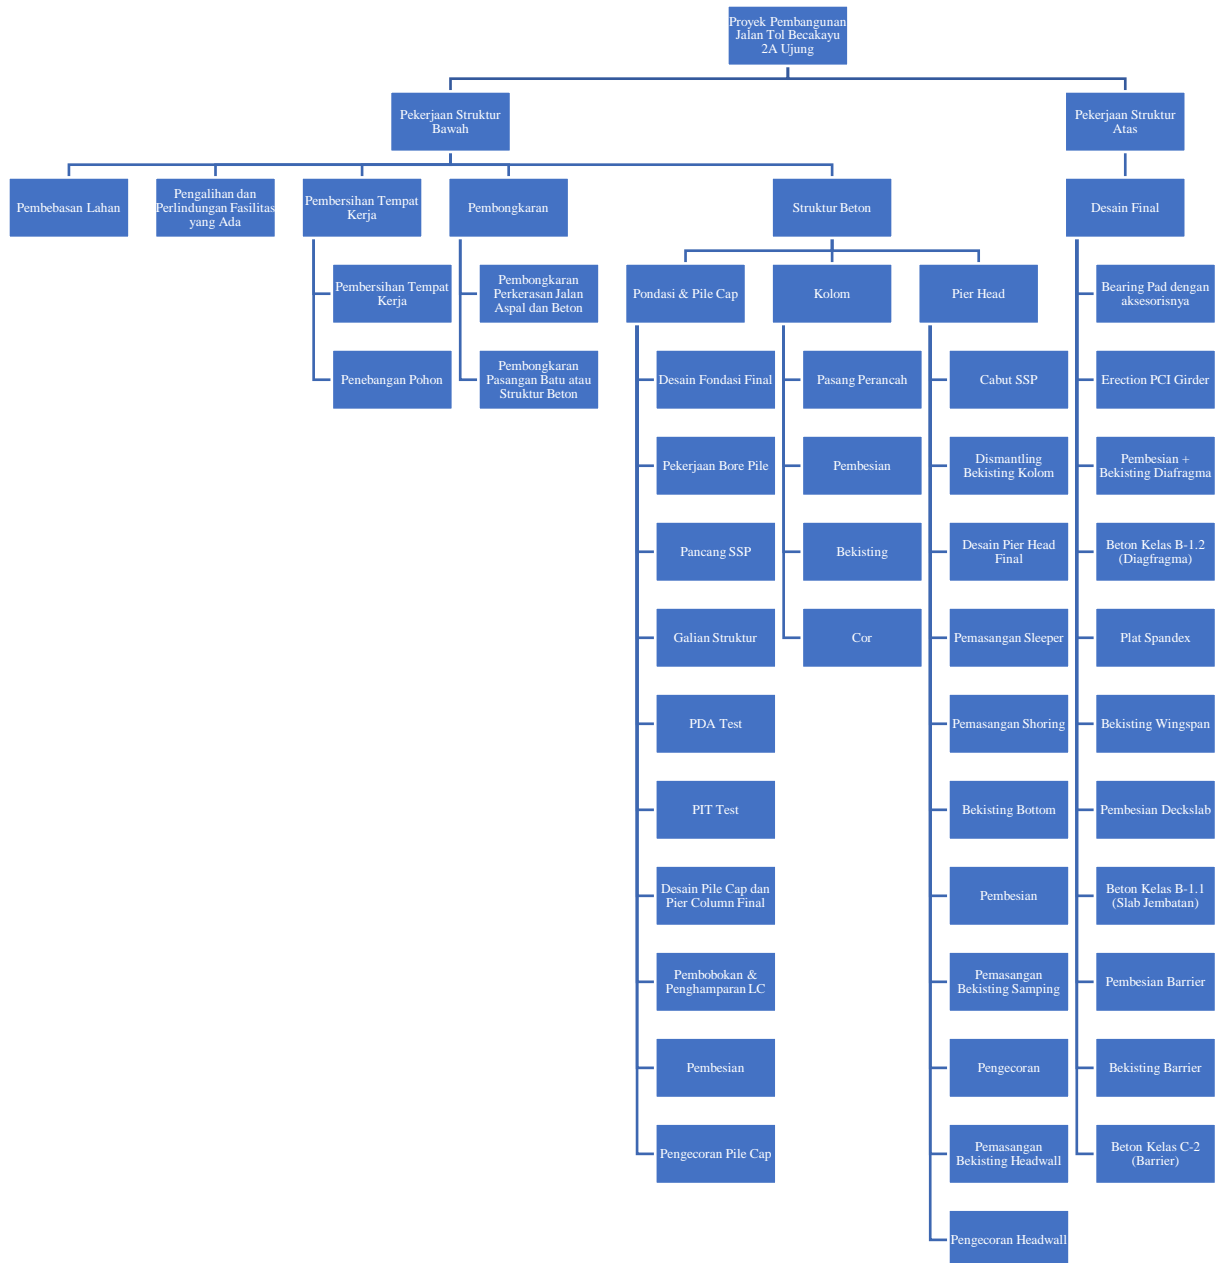 Proyek Pembangunan
Jalan Tol Becakayu
2A Ujung
Pekerjaan Struktur
Bawah
Pekerjaan Struktur
Atas
Pembebasan Lahan
Pengalihan dan
Perlindungan Fasilitas
yang Ada
Pembersihan Tempat
Kerja
Pembongkaran
Struktur Beton
Desain Final
Pembersihan Tempat
Kerja
Penebangan Pohon
Pembongkaran
Perkerasan Jalan
Aspal dan Beton
Pembongkaran
Pasangan Batu atau
Struktur Beton
Pondasi & Pile Cap
Kolom
Pier Head
Desain Fondasi Final
Pekerjaan Bore Pile
Pancang SSP
Galian Struktur
PDA Test
PIT Test
Desain Pile Cap dan
Pier Column Final
Pembobokan &
Penghamparan LC
Pembesian
Pengecoran Pile Cap
Pasang Perancah
Pembesian
Bekisting
Cor
Cabut SSP
Dismantling
Bekisting Kolom
Desain Pier Head
Final
Pemasangan Sleeper
Pemasangan Shoring
Bekisting Bottom
Pembesian
Pemasangan
Bekisting Samping
Pengecoran
Pemasangan
Bekisting Headwall
Pengecoran Headwall
Bearing Pad dengan
aksesorisnya
Erection PCI Girder
Pembesian +
Bekisting Diafragma
Beton Kelas B-1.2
(Diagfragma)
Plat Spandex
Bekisting Wingspan
Pembesian Deckslab
Beton Kelas B-1.1
(Slab Jembatan)
Pembesian Barrier
Bekisting Barrier
Beton Kelas C-2
(Barrier)